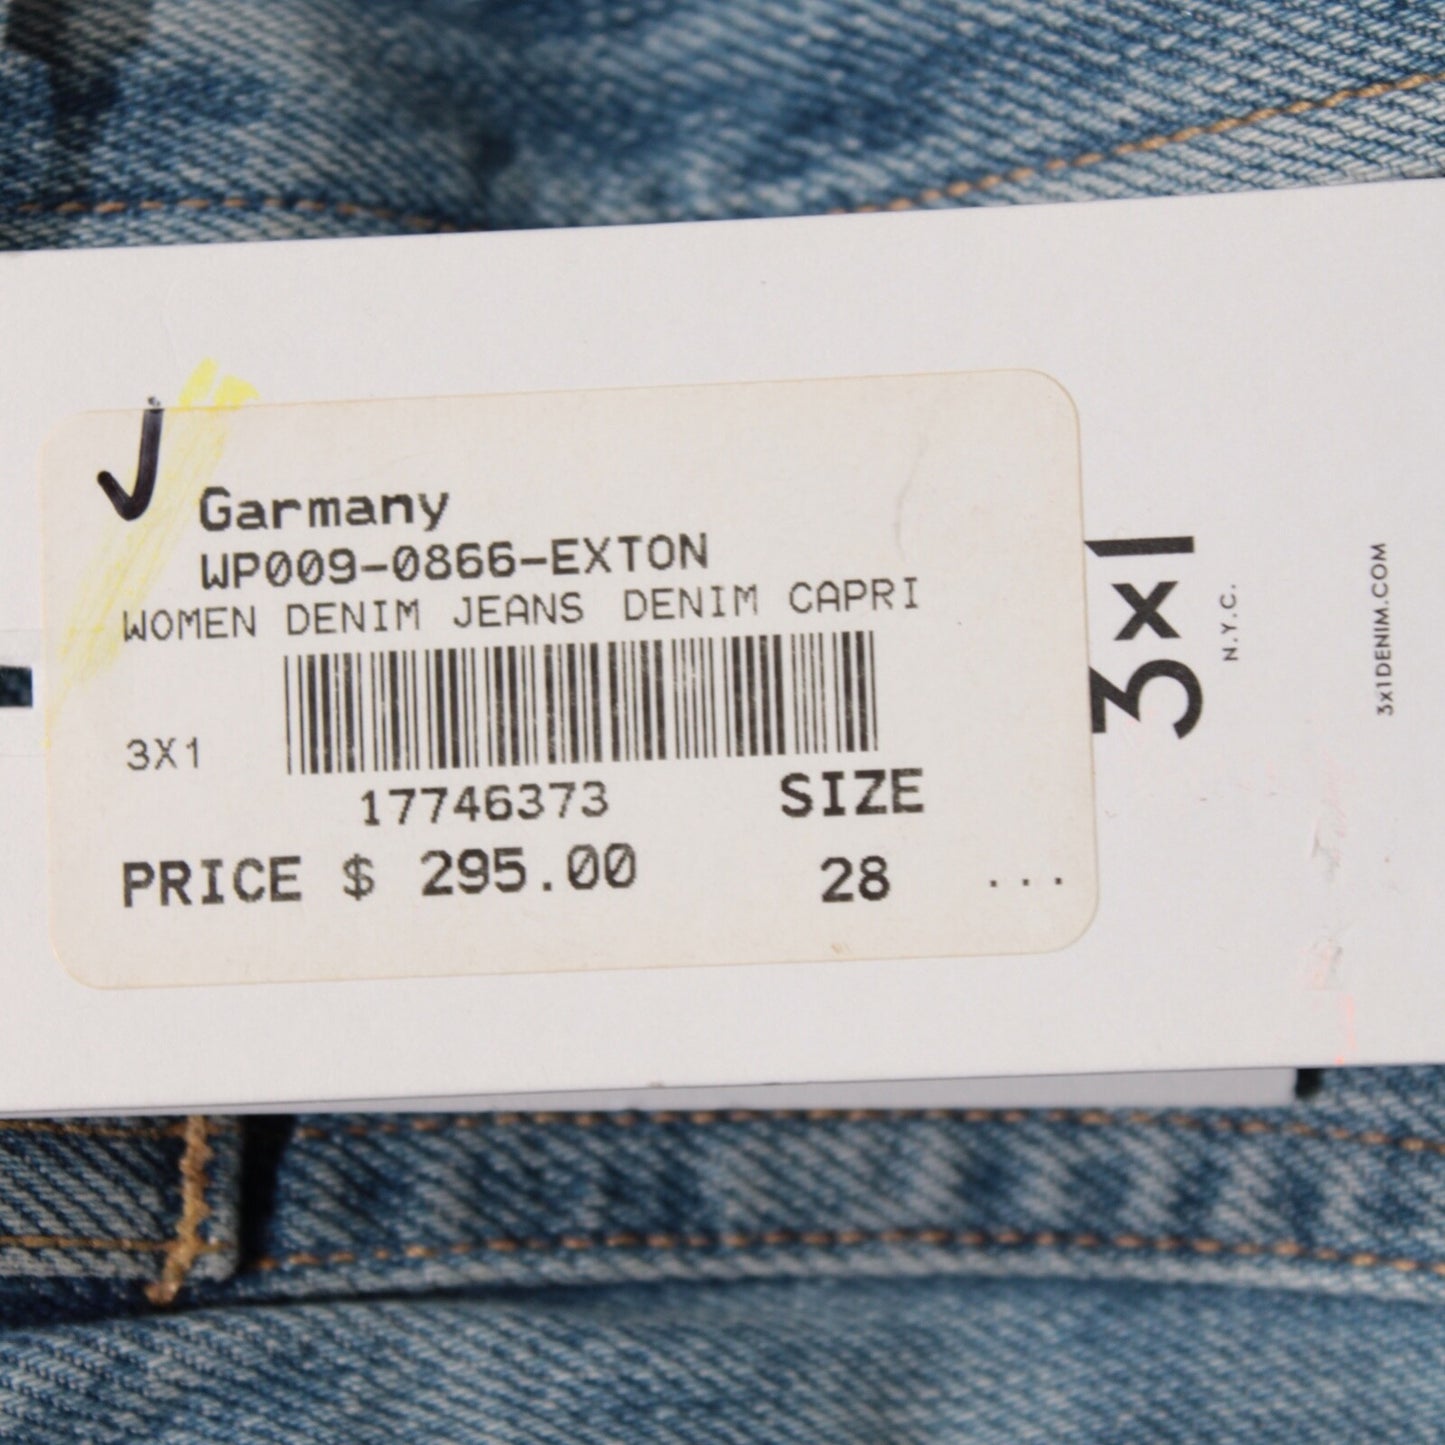 Garmany
WP009-0866-EXTON
WOMEN DENIM JEANS DENIM CAPRI
3X1
17746373
SIZE
PRICE $ 295.00
28 ...
3x1
N.Y.C.
3x1DENIM.COM